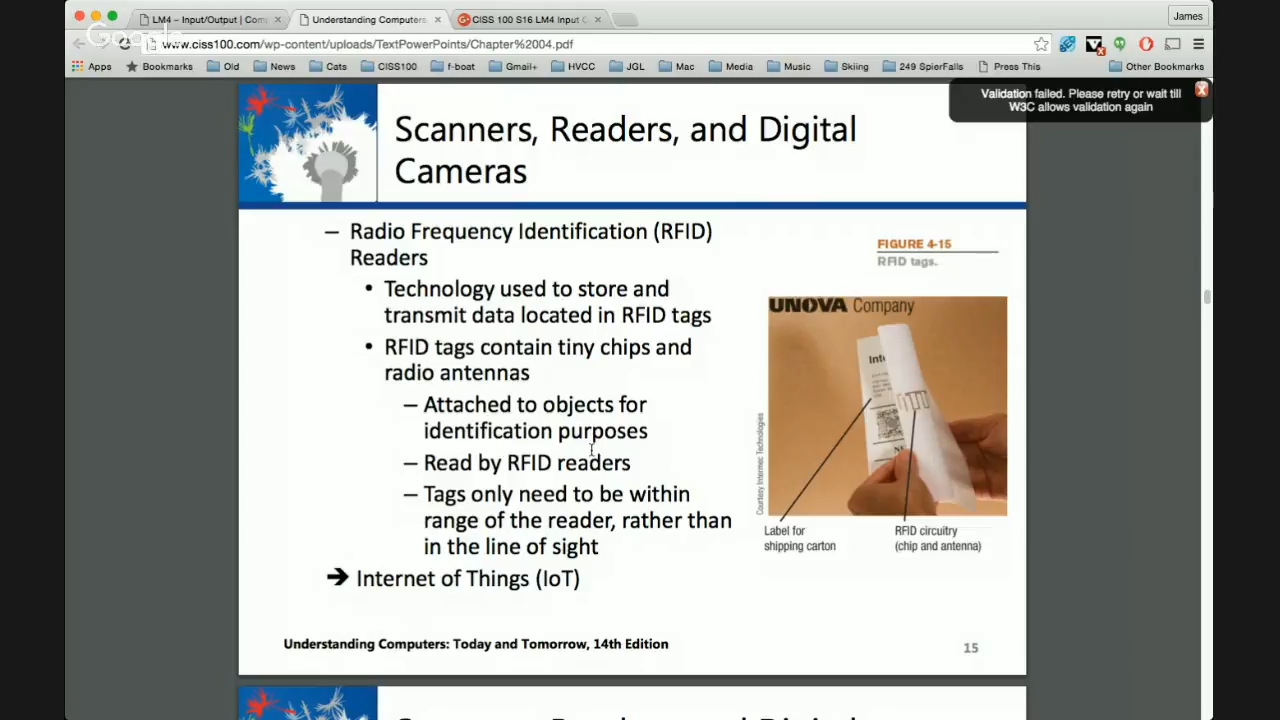 LM4 – Input/Output | Com
Understanding Computers:
CISS 100 S16 LM4 Input O
James
Google
www.ciss100.com/wp-content/uploads/TextPowerPoints/Chapter%2004.pdf
Apps
Bookmarks
Old
News
Cats
CISS100
f-boat
Gmail+
HVCC
JGL
Mac
Media
Music
Skiing
249 SpierFalls
Press This
Other Bookmarks
Validation failed. Please retry or wait till
W3C allows validation again
Scanners, Readers, and Digital
Cameras
– Radio Frequency Identification (RFID)
Readers
• Technology used to store and
transmit data located in RFID tags
• RFID tags contain tiny chips and
radio antennas
– Attached to objects for
identification purposes
– Read by RFID readers
– Tags only need to be within
range of the reader, rather than
in the line of sight
➔ Internet of Things (IoT)
FIGURE 4-15
RFID tags.
UNOVA Company
Inte
Courtesy Intermec Technologies
Label for
shipping carton
RFID circuitry
(chip and antenna)
Understanding Computers: Today and Tomorrow, 14th Edition
15